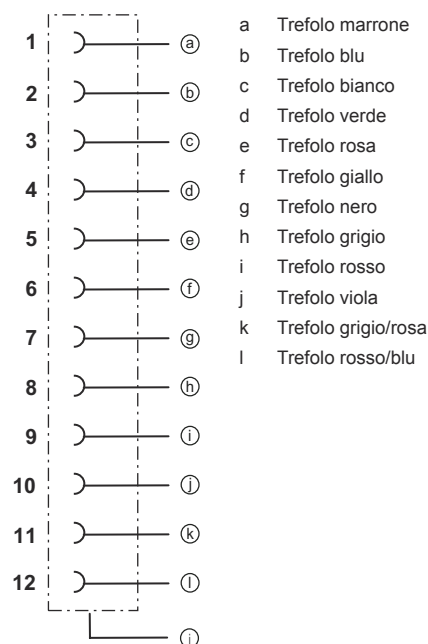 1 a
2 b
3 c
4 d
5 e
6 f
7 g
8 h
9 i
10 j
11 k
12 l
i
a Trefolo marrone
b Trefolo blu
c Trefolo bianco
d Trefolo verde
e Trefolo rosa
f Trefolo giallo
g Trefolo nero
h Trefolo grigio
i Trefolo rosso
j Trefolo viola
k Trefolo grigio/rosa
l Trefolo rosso/blu